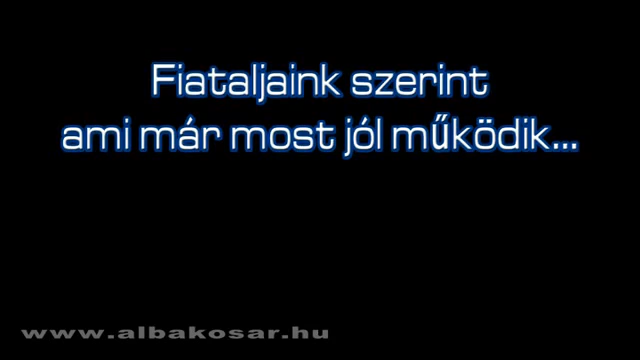 Fiataljaink szerint
ami már most jól működik...
www.albakosar.hu